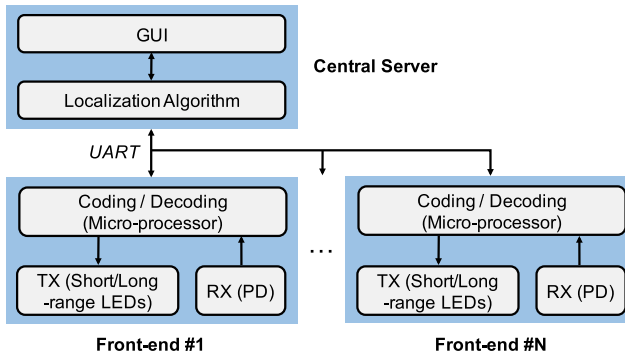 GUI
Central Server
Localization Algorithm
UART
Coding / Decoding
(Micro-processor)
Coding / Decoding
(Micro-processor)
...
TX (Short/Long
-range LEDs)
RX (PD)
TX (Short/Long
-range LEDs)
RX (PD)
Front-end #1
Front-end #N